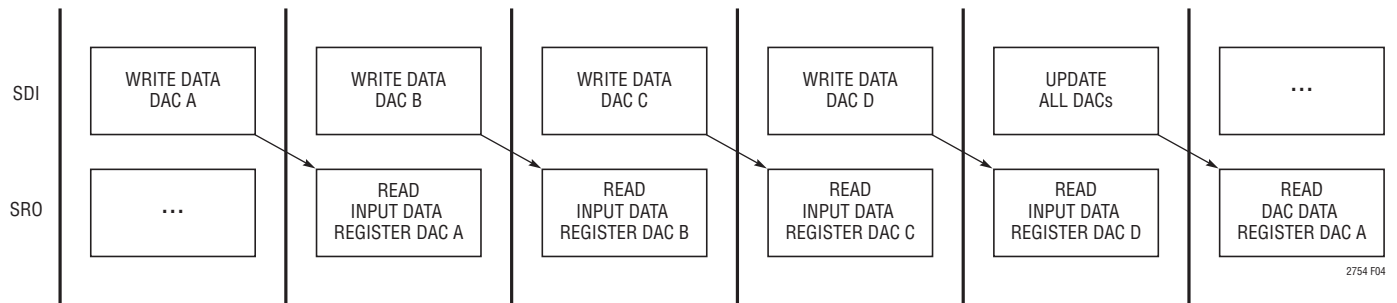 SDI
WRITE DATA
DAC A
WRITE DATA
DAC B
WRITE DATA
DAC C
WRITE DATA
DAC D
UPDATE
ALL DACs
...
SRO
...
READ
INPUT DATA
REGISTER DAC A
READ
INPUT DATA
REGISTER DAC B
READ
INPUT DATA
REGISTER DAC C
READ
INPUT DATA
REGISTER DAC D
READ
DAC DATA
REGISTER DAC A
2754 F04